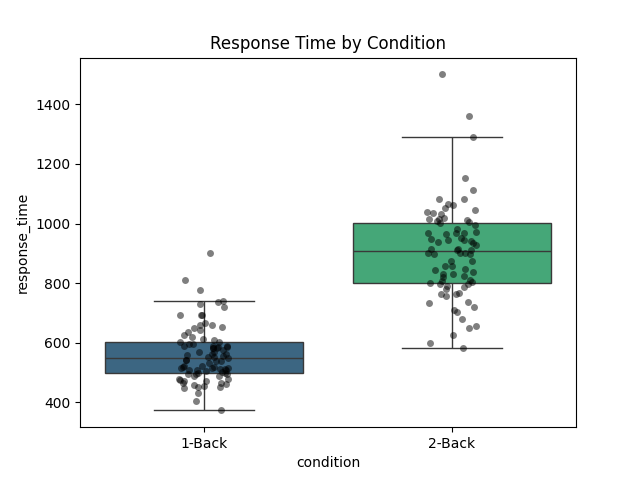 Response Time by Condition
response_time
1400
1200
1000
800
600
400
1-Back
2-Back
condition